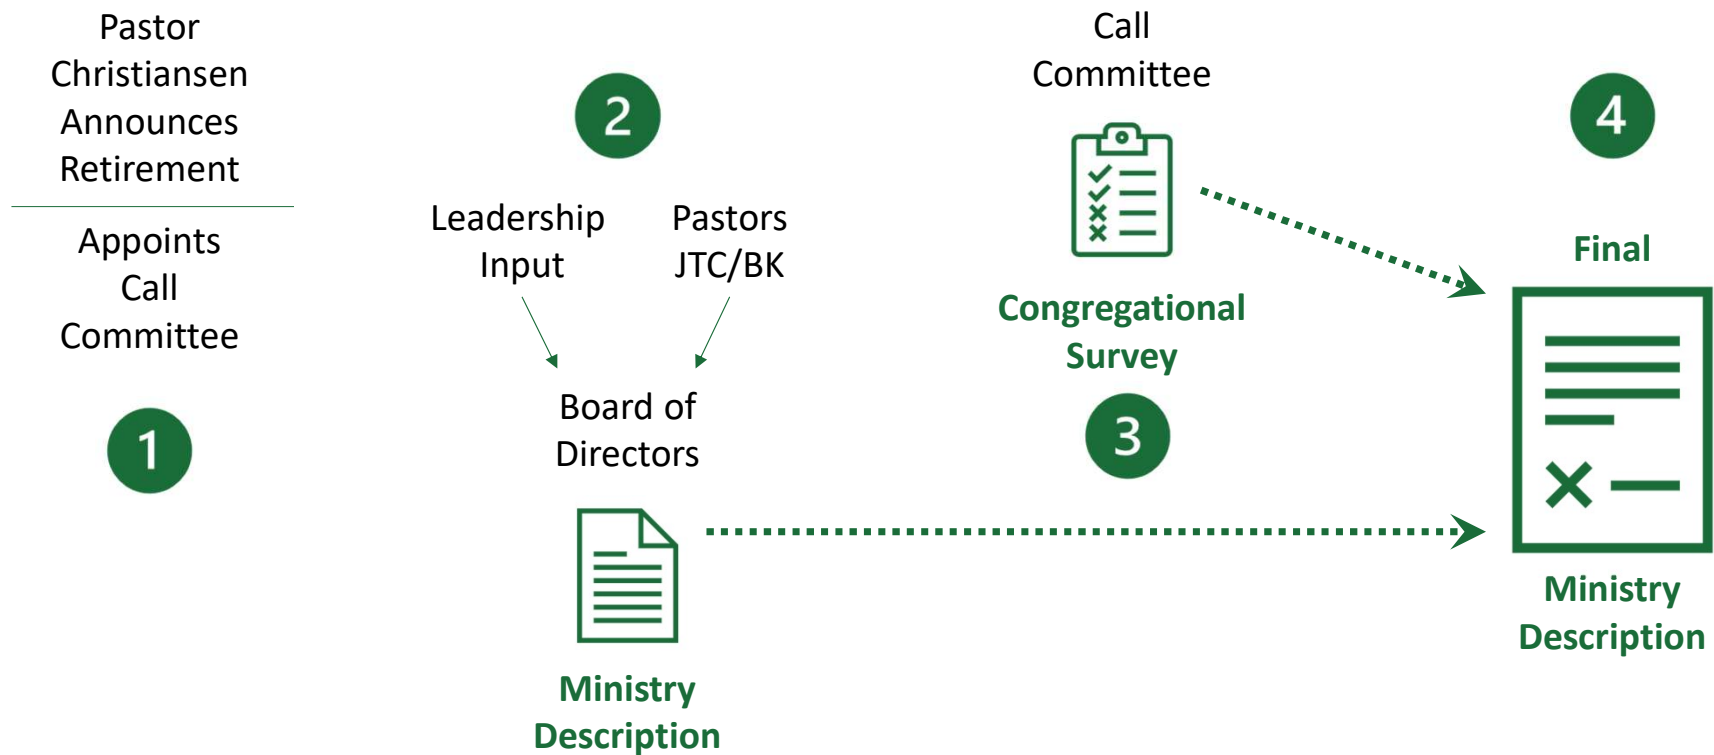 Pastor
Christiansen
Announces
Retirement
Appoints
Call
Committee
1
2
Leadership
Input
Pastors
JTC/BK
Board of
Directors
Ministry
Description
Call
Committee
Congregational
Survey
3
4
Final
Ministry
Description